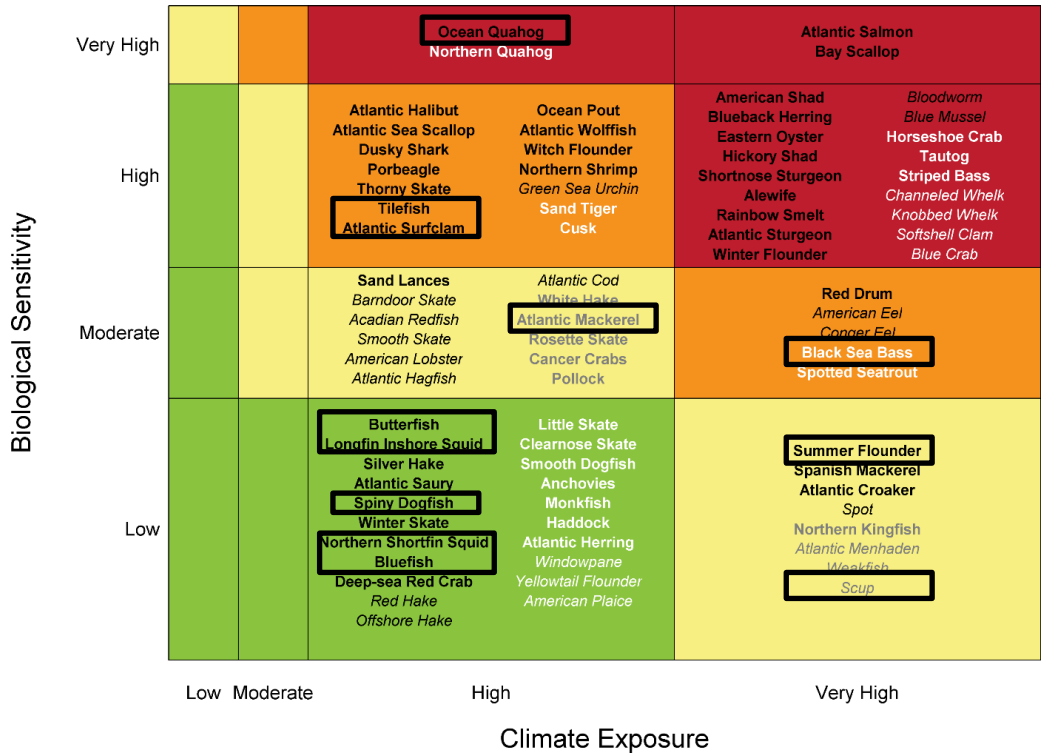 Biological Sensitivity
Very High
Ocean Quahog
Northern Quahog
Atlantic Salmon
Bay Scallop
High
Atlantic Halibut
Atlantic Sea Scallop
Dusky Shark
Porbeagle
Thorny Skate
Tilefish
Atlantic Surfclam
Ocean Pout
Atlantic Wolffish
Witch Flounder
Northern Shrimp
Green Sea Urchin
Sand Tiger
Cusk
American Shad
Blueback Herring
Eastern Oyster
Hickory Shad
Shortnose Sturgeon
Alewife
Rainbow Smelt
Atlantic Sturgeon
Winter Flounder
Bloodworm
Blue Mussel
Horseshoe Crab
Tautog
Striped Bass
Channeled Whelk
Knobbed Whelk
Softshell Clam
Blue Crab
Moderate
Sand Lances
Barndoor Skate
Acadian Redfish
Smooth Skate
American Lobster
Atlantic Hagfish
Atlantic Cod
White Hake
Atlantic Mackerel
Rosette Skate
Cancer Crabs
Pollock
Red Drum
American Eel
Conger Eel
Black Sea Bass
Spotted Seatrout
Low
Butterfish
Longfin Inshore Squid
Silver Hake
Atlantic Saury
Spiny Dogfish
Winter Skate
Northern Shortfin Squid
Bluefish
Deep-sea Red Crab
Red Hake
Offshore Hake
Little Skate
Clearnose Skate
Smooth Dogfish
Anchovies
Monkfish
Haddock
Atlantic Herring
Windowpane
Yellowtail Flounder
American Plaice
Summer Flounder
Spanish Mackerel
Atlantic Croaker
Spot
Northern Kingfish
Atlantic Menhaden
Weakfish
Scup
Low Moderate High Very High
Climate Exposure